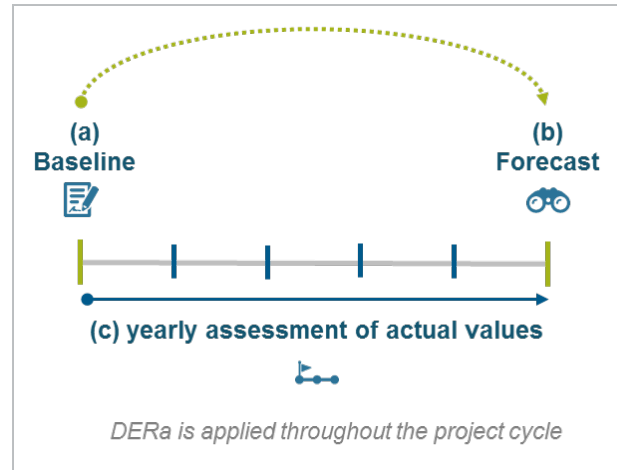 (a)
Baseline
(b)
Forecast
(c) yearly assessment of actual values
DERa is applied throughout the project cycle